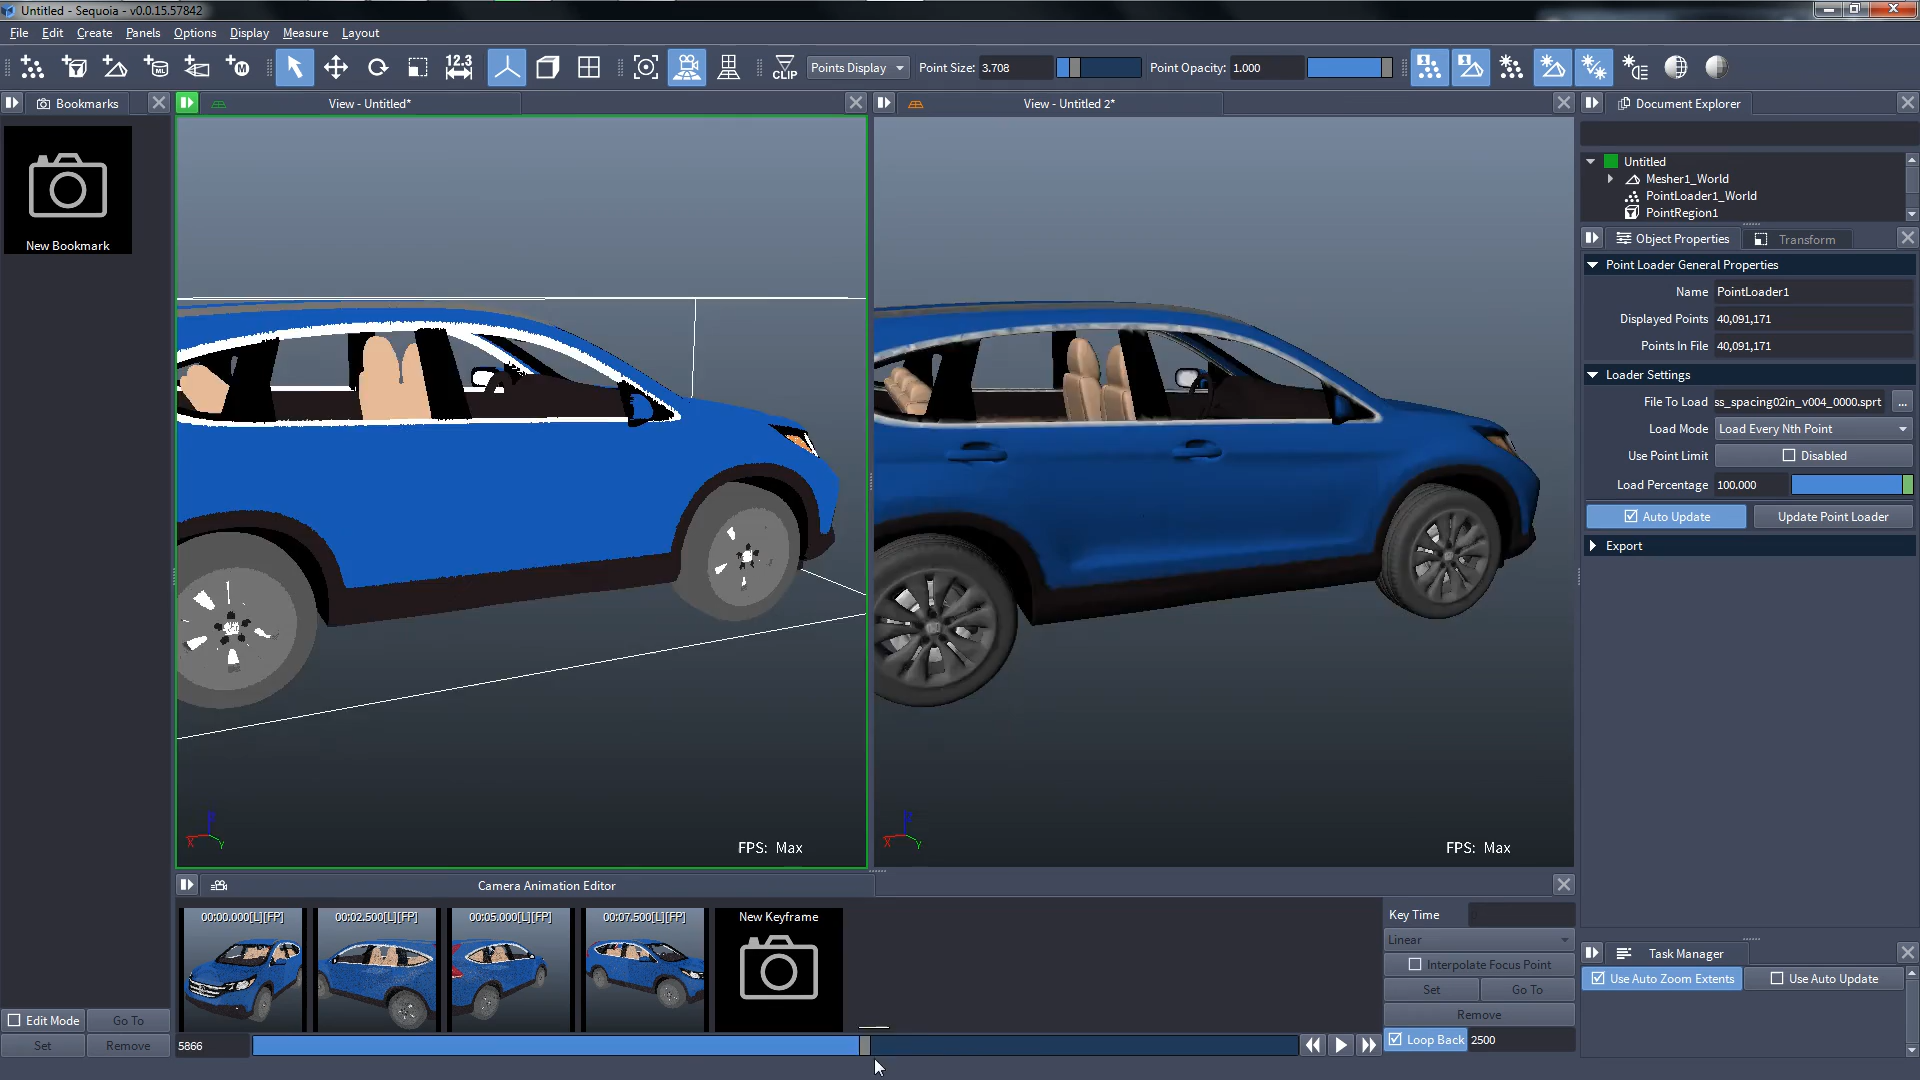 Untitled - Sequoia - v0.0.15.57842
File Edit Create Panels Options Display Measure Layout
12.3 CLIP Points Display Point Size: 3.708 Point Opacity: 1.000
Bookmarks
View - Untitled*
View - Untitled 2*
Document Explorer
New Bookmark
Untitled
Mesher1_World
PointLoader1_World
PointRegion1
Object Properties Transform
Point Loader General Properties
Name PointLoader1
Displayed Points 40,091,171
Points In File 40,091,171
Loader Settings
File To Load ss_spacing02in_v004_0000.sprt ...
Load Mode Load Every Nth Point
Use Point Limit Disabled
Load Percentage 100.000
Auto Update Update Point Loader
Export
X Y
FPS: Max
X Y
FPS: Max
Camera Animation Editor
00:00.000[L][FP] 00:02.500[L][FP] 00:05.000[L][FP] 00:07.500[L][FP] New Keyframe
Key Time
Linear
Interpolate Focus Point
Set Go To
Remove
Loop Back 2500
Task Manager
Use Auto Zoom Extents Use Auto Update
Edit Mode Go To
Set Remove
5866